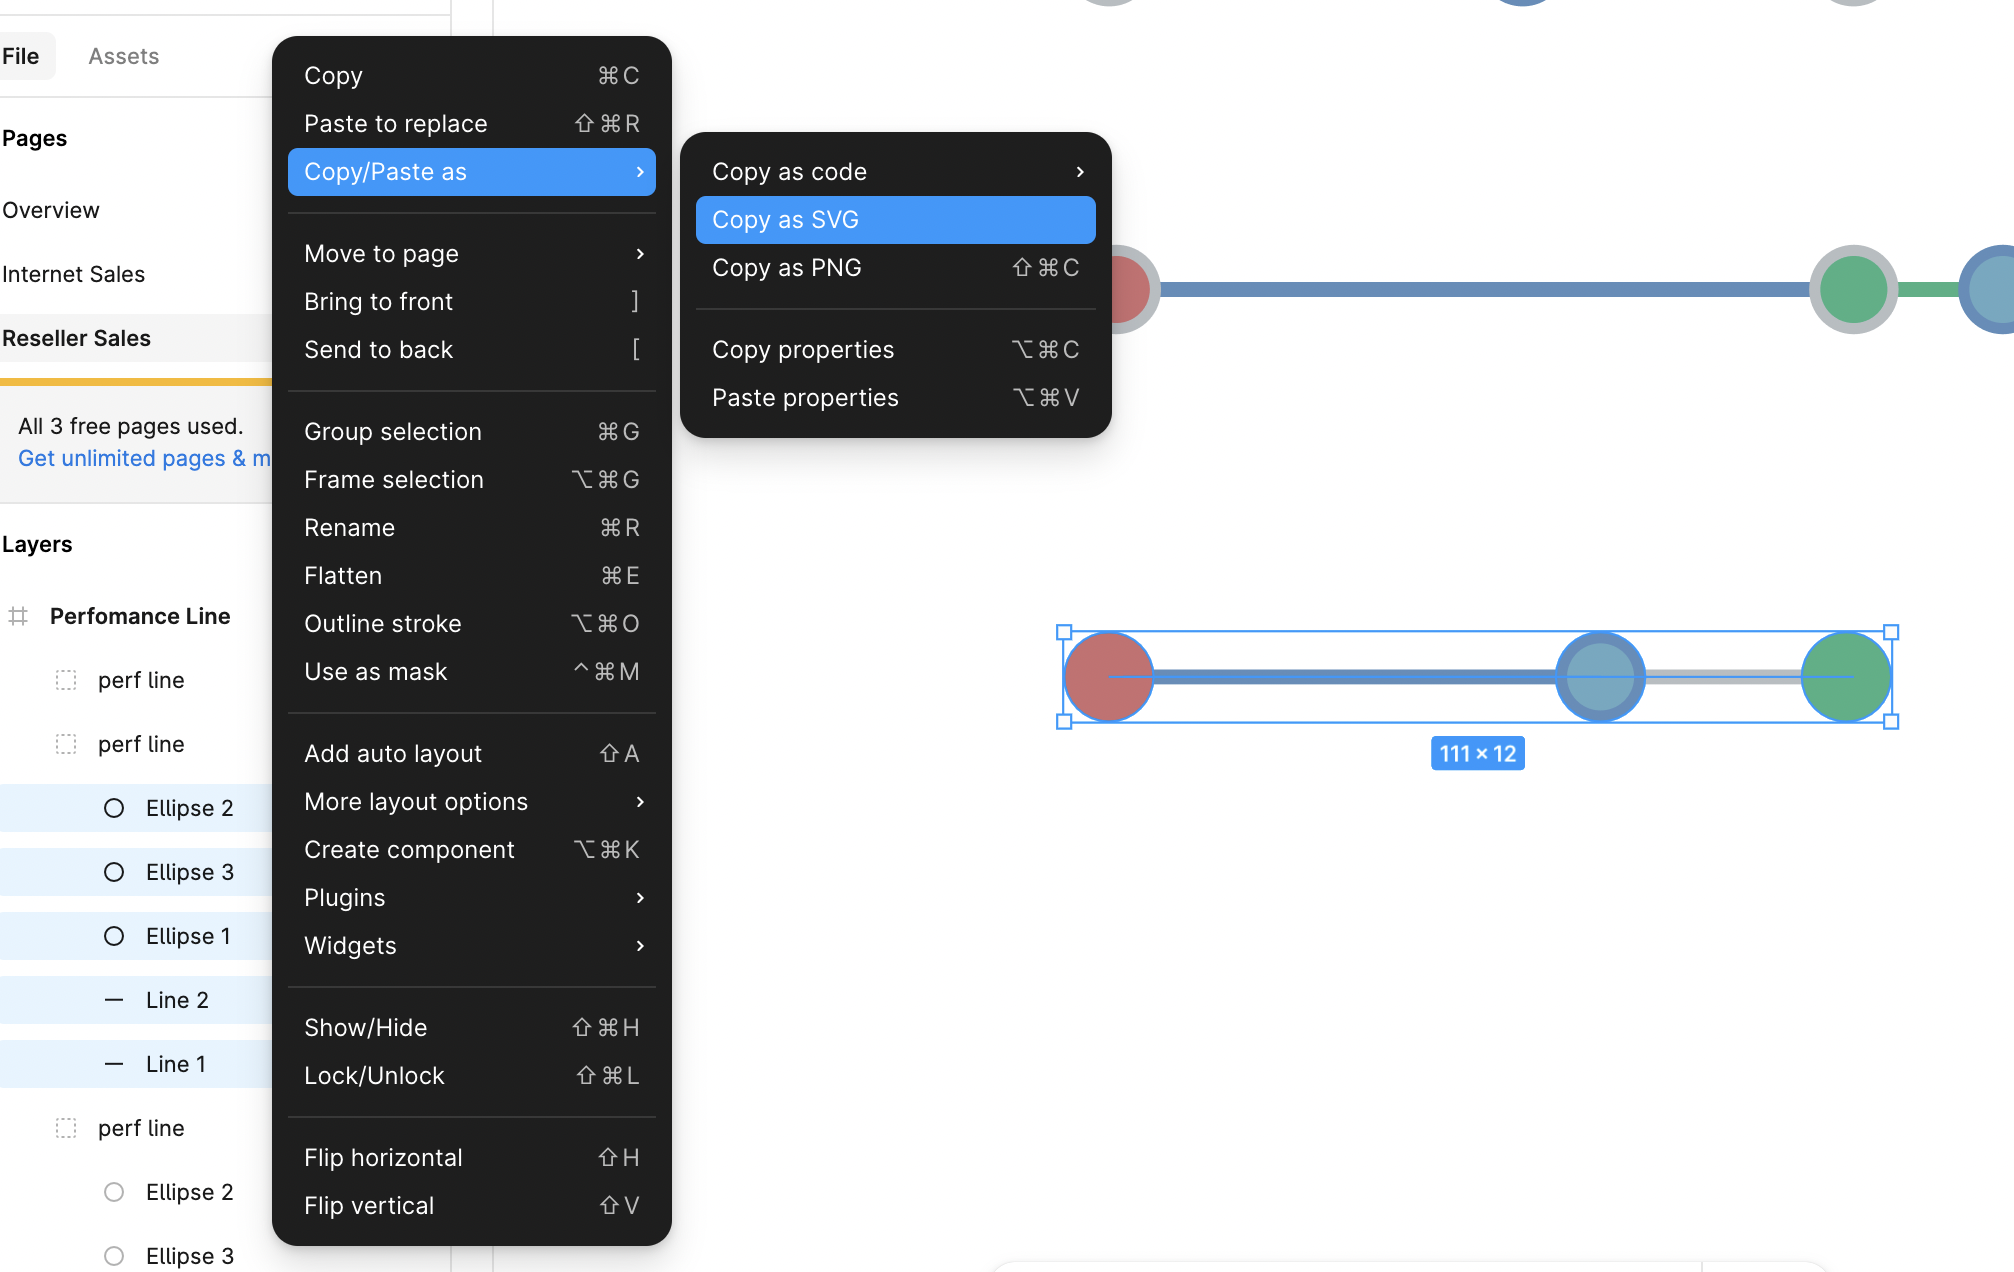 File Assets
Pages
Overview
Internet Sales
Reseller Sales
All 3 free pages used.
Get unlimited pages & m
Layers
Perfomance Line
perf line
perf line
Ellipse 2
Ellipse 3
Ellipse 1
Line 2
Line 1
perf line
Ellipse 2
Ellipse 3
Copy ⌘C
Paste to replace ⇧⌘R
Copy/Paste as
Move to page
Bring to front ]
Send to back [
Group selection ⌘G
Frame selection ⌥⌘G
Rename ⌘R
Flatten ⌘E
Outline stroke ⌥⌘O
Use as mask ^⌘M
Add auto layout ⇧A
More layout options
Create component ⌥⌘K
Plugins
Widgets
Show/Hide ⇧⌘H
Lock/Unlock ⇧⌘L
Flip horizontal ⇧H
Flip vertical ⇧V
Copy as code
Copy as SVG
Copy as PNG ⇧⌘C
Copy properties ⌥⌘C
Paste properties ⌥⌘V
111 × 12